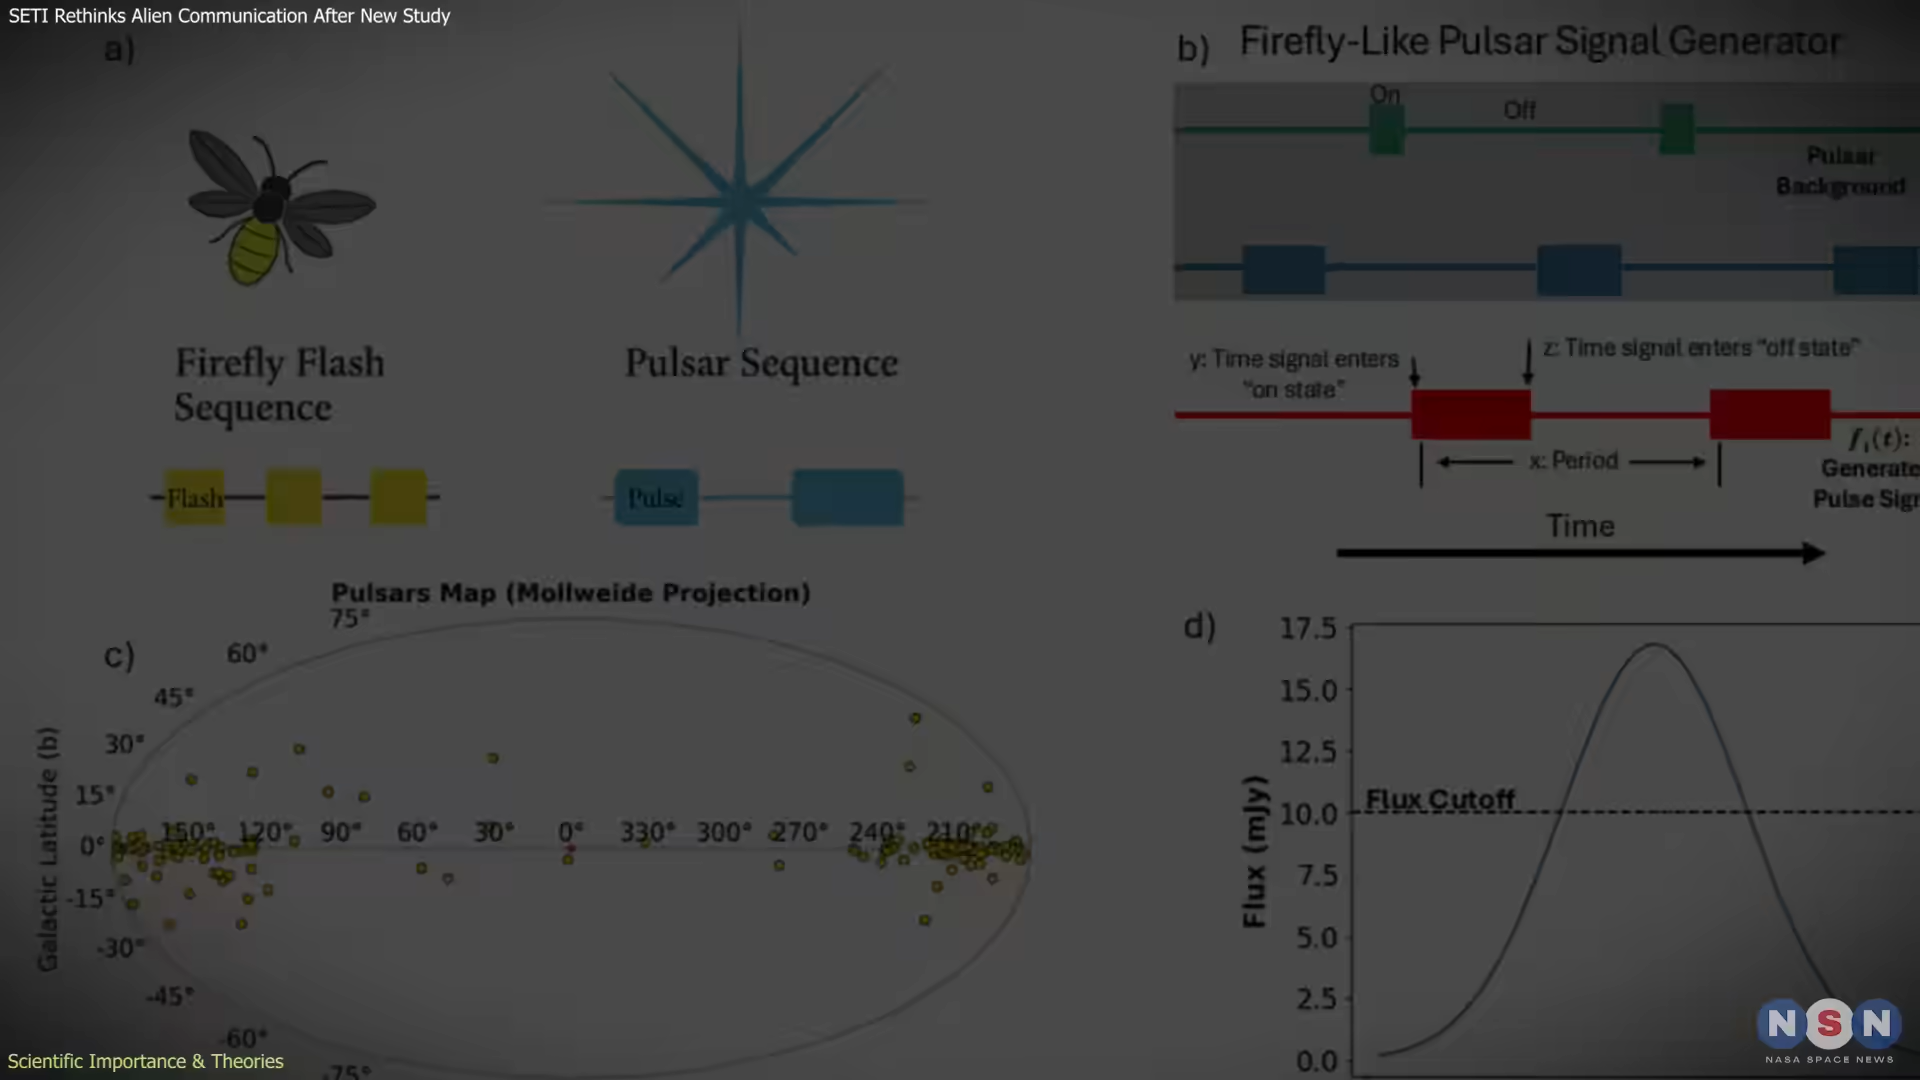 SETI Rethinks Alien Communication After New Study
a)
Firefly Flash
Sequence
Pulsar Sequence
Flash
Pulse
b) Firefly-Like Pulsar Signal Generator
On
Off
Pulsar
Background
y: Time signal enters
"on state"
z: Time signal enters "off state"
x: Period
fᵢ(t):
Generate
Pulse Sign
Time
c)
Pulsars Map (Mollweide Projection)
75°
60°
45°
30°
15°
0°
-15°
-30°
-45°
-60°
-75°
150° 120° 90° 60° 30° 0° 330° 300° 270° 240° 210°
Galactic Latitude (b)
d)
17.5
15.0
12.5
10.0
7.5
5.0
2.5
0.0
Flux Cutoff
Flux (mJy)
NSN
NASA SPACE NEWS
Scientific Importance & Theories